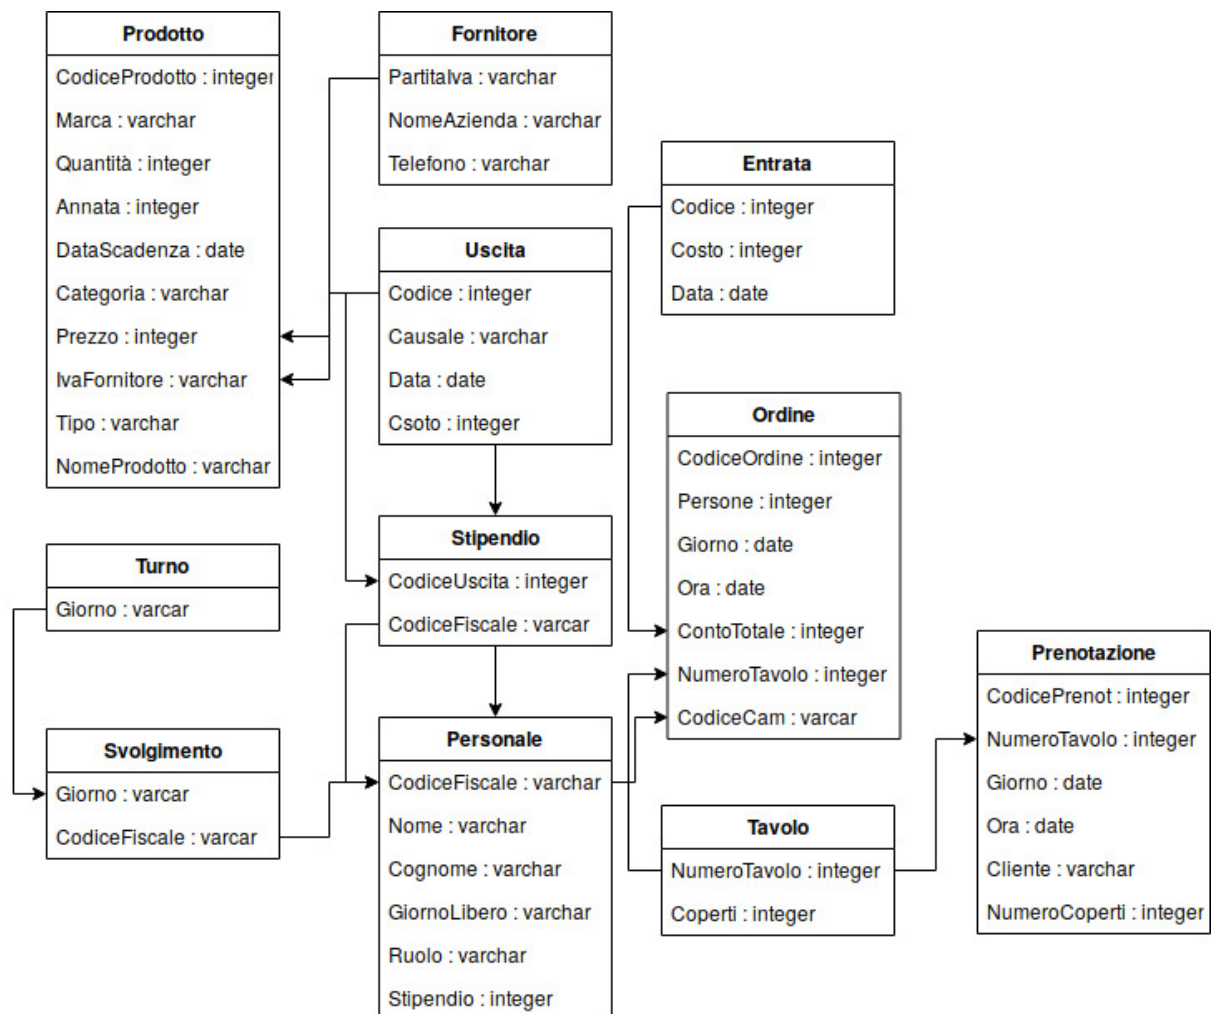 Prodotto
CodiceProdotto : integer
Marca : varchar
Quantità : integer
Annata : integer
DataScadenza : date
Categoria : varchar
Prezzo : integer
IvaFornitore : varchar
Tipo : varchar
NomeProdotto : varchar
Fornitore
PartitaIva : varchar
NomeAzienda : varchar
Telefono : varchar
Uscita
Codice : integer
Causale : varchar
Data : date
Csoto : integer
Entrata
Codice : integer
Costo : integer
Data : date
Ordine
CodiceOrdine : integer
Persone : integer
Giorno : date
Ora : date
ContoTotale : integer
NumeroTavolo : integer
CodiceCam : varcar
Stipendio
CodiceUscita : integer
CodiceFiscale : varcar
Turno
Giorno : varcar
Svolgimento
Giorno : varcar
CodiceFiscale : varcar
Personale
CodiceFiscale : varchar
Nome : varchar
Cognome : varchar
GiornoLibero : varchar
Ruolo : varchar
Stipendio : integer
Tavolo
NumeroTavolo : integer
Coperti : integer
Prenotazione
CodicePrenot : integer
NumeroTavolo : integer
Giorno : date
Ora : date
Cliente : varchar
NumeroCoperti : integer